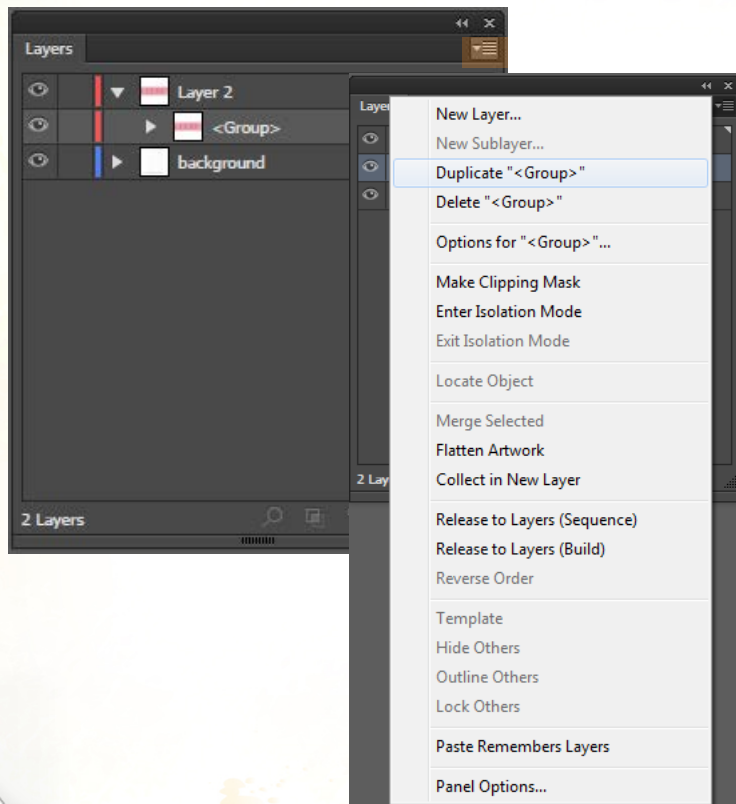 Layers
Layer 2
<Group>
background
2 Layers
Laye
2 Lay
New Layer...
New Sublayer...
Duplicate "<Group>"
Delete "<Group>"
Options for "<Group>"...
Make Clipping Mask
Enter Isolation Mode
Exit Isolation Mode
Locate Object
Merge Selected
Flatten Artwork
Collect in New Layer
Release to Layers (Sequence)
Release to Layers (Build)
Reverse Order
Template
Hide Others
Outline Others
Lock Others
Paste Remembers Layers
Panel Options...